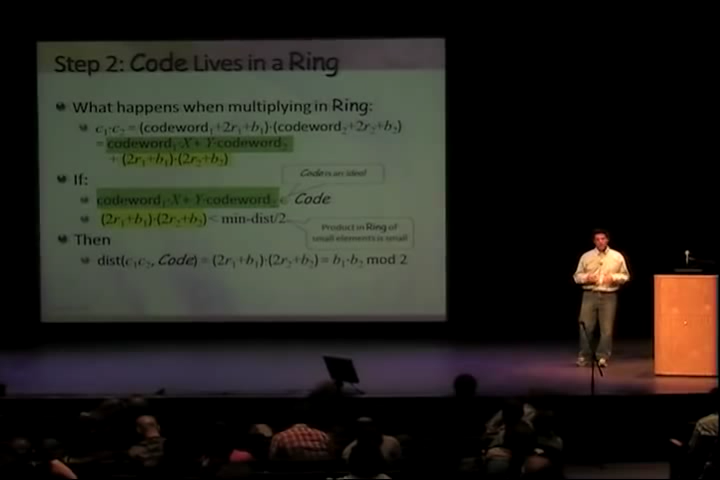 Step 2: Code Lives in a Ring
What happens when multiplying in Ring:
c₁·c₂ = (codeword₁+2r₁+b₁)·(codeword₂+2r₂+b₂)
= codeword₁·X + Y·codeword₂
+ (2r₁+b₁)·(2r₂+b₂)
If:
Code is an ideal
codeword₁·X + Y·codeword₂ ∈ Code
(2r₁+b₁)·(2r₂+b₂) < min-dist/2
Product in Ring of
small elements is small
Then
dist(c₁c₂, Code) = (2r₁+b₁)·(2r₂+b₂) = b₁·b₂ mod 2